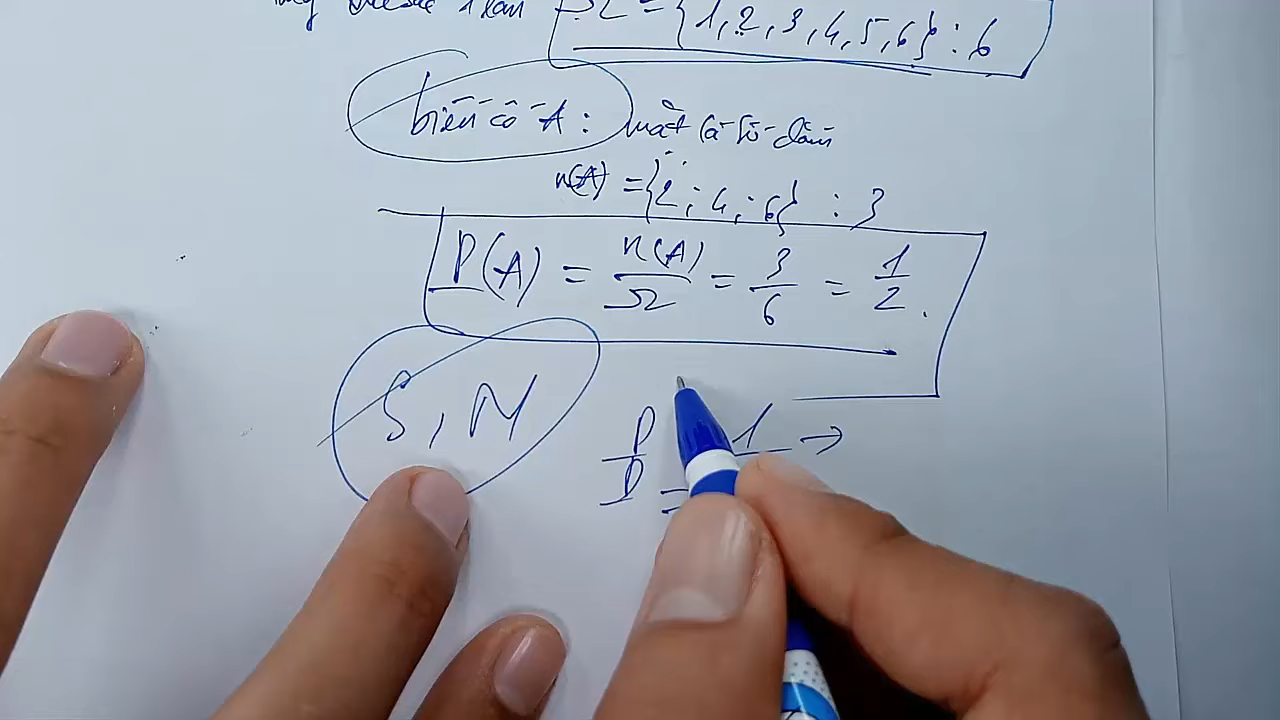 Ω = {1, 2, 3, 4, 5, 6} : 6
biến cố A : mặt là số chẵn
n(A) = {2 ; 4 ; 6} : 3
P(A) = n(A)/Ω = 3/6 = 1/2 .
S, N
P 1 →